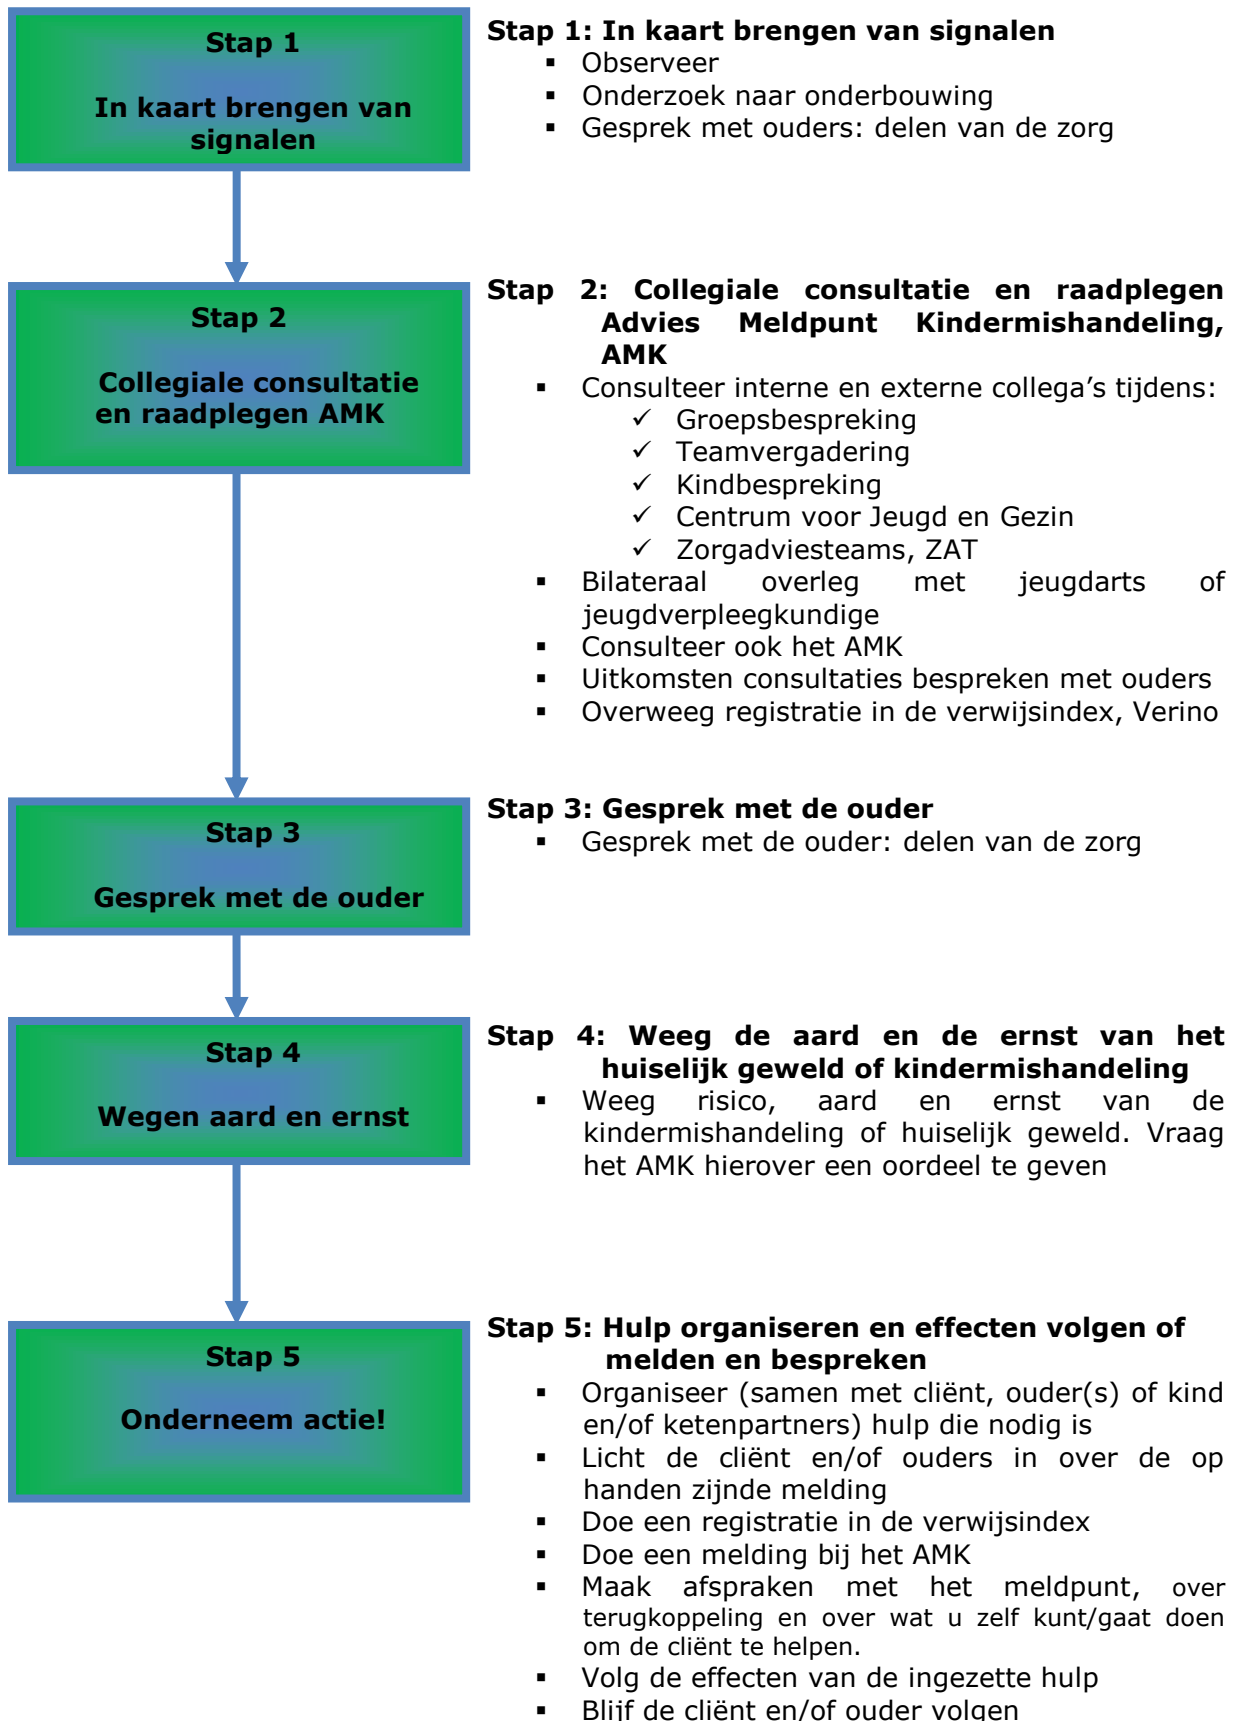 Stap 1
In kaart brengen van
signalen
Stap 1: In kaart brengen van signalen
▪ Observeer
▪ Onderzoek naar onderbouwing
▪ Gesprek met ouders: delen van de zorg
Stap 2
Collegiale consultatie
en raadplegen AMK
Stap 2: Collegiale consultatie en raadplegen
Advies Meldpunt Kindermishandeling,
AMK
▪ Consulteer interne en externe collega's tijdens:
✓ Groepsbespreking
✓ Teamvergadering
✓ Kindbespreking
✓ Centrum voor Jeugd en Gezin
✓ Zorgadviesteams, ZAT
▪ Bilateraal overleg met jeugdarts of
jeugdverpleegkundige
▪ Consulteer ook het AMK
▪ Uitkomsten consultaties bespreken met ouders
▪ Overweeg registratie in de verwijsindex, Verino
Stap 3
Gesprek met de ouder
Stap 3: Gesprek met de ouder
▪ Gesprek met de ouder: delen van de zorg
Stap 4
Wegen aard en ernst
Stap 4: Weeg de aard en de ernst van het
huiselijk geweld of kindermishandeling
▪ Weeg risico, aard en ernst van de
kindermishandeling of huiselijk geweld. Vraag
het AMK hierover een oordeel te geven
Stap 5
Onderneem actie!
Stap 5: Hulp organiseren en effecten volgen of
melden en bespreken
▪ Organiseer (samen met cliënt, ouder(s) of kind
en/of ketenpartners) hulp die nodig is
▪ Licht de cliënt en/of ouders in over de op
handen zijnde melding
▪ Doe een registratie in de verwijsindex
▪ Doe een melding bij het AMK
▪ Maak afspraken met het meldpunt, over
terugkoppeling en over wat u zelf kunt/gaat doen
om de cliënt te helpen.
▪ Volg de effecten van de ingezette hulp
▪ Blijf de cliënt en/of ouder volgen